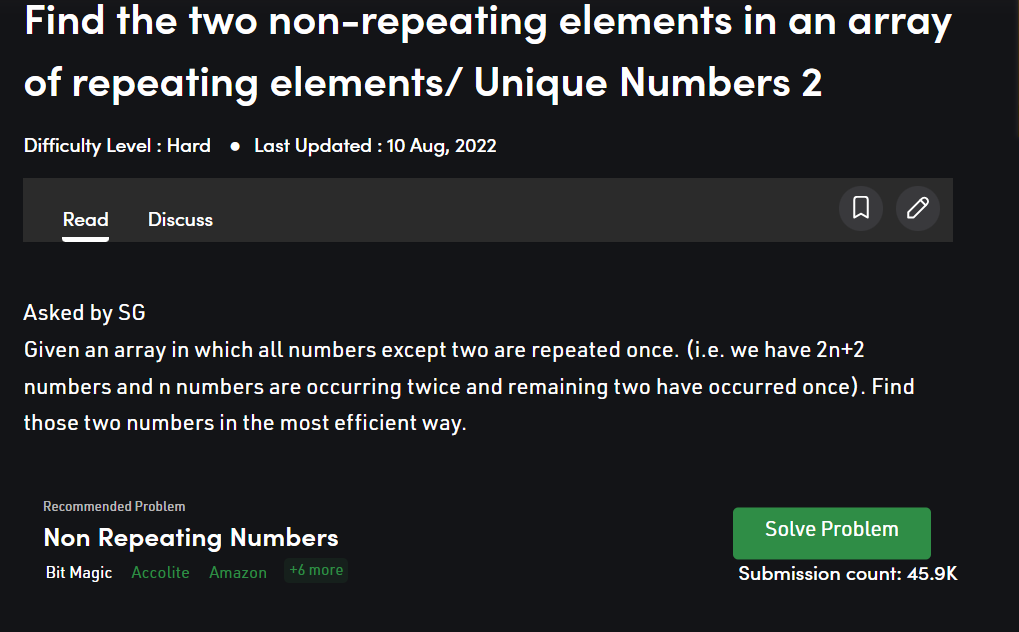 Find the two non-repeating elements in an array
of repeating elements/ Unique Numbers 2
Difficulty Level : Hard ● Last Updated : 10 Aug, 2022
Read Discuss
Asked by SG
Given an array in which all numbers except two are repeated once. (i.e. we have 2n+2
numbers and n numbers are occurring twice and remaining two have occurred once). Find
those two numbers in the most efficient way.
Recommended Problem
Non Repeating Numbers
Solve Problem
Bit Magic Accolite Amazon +6 more
Submission count: 45.9K